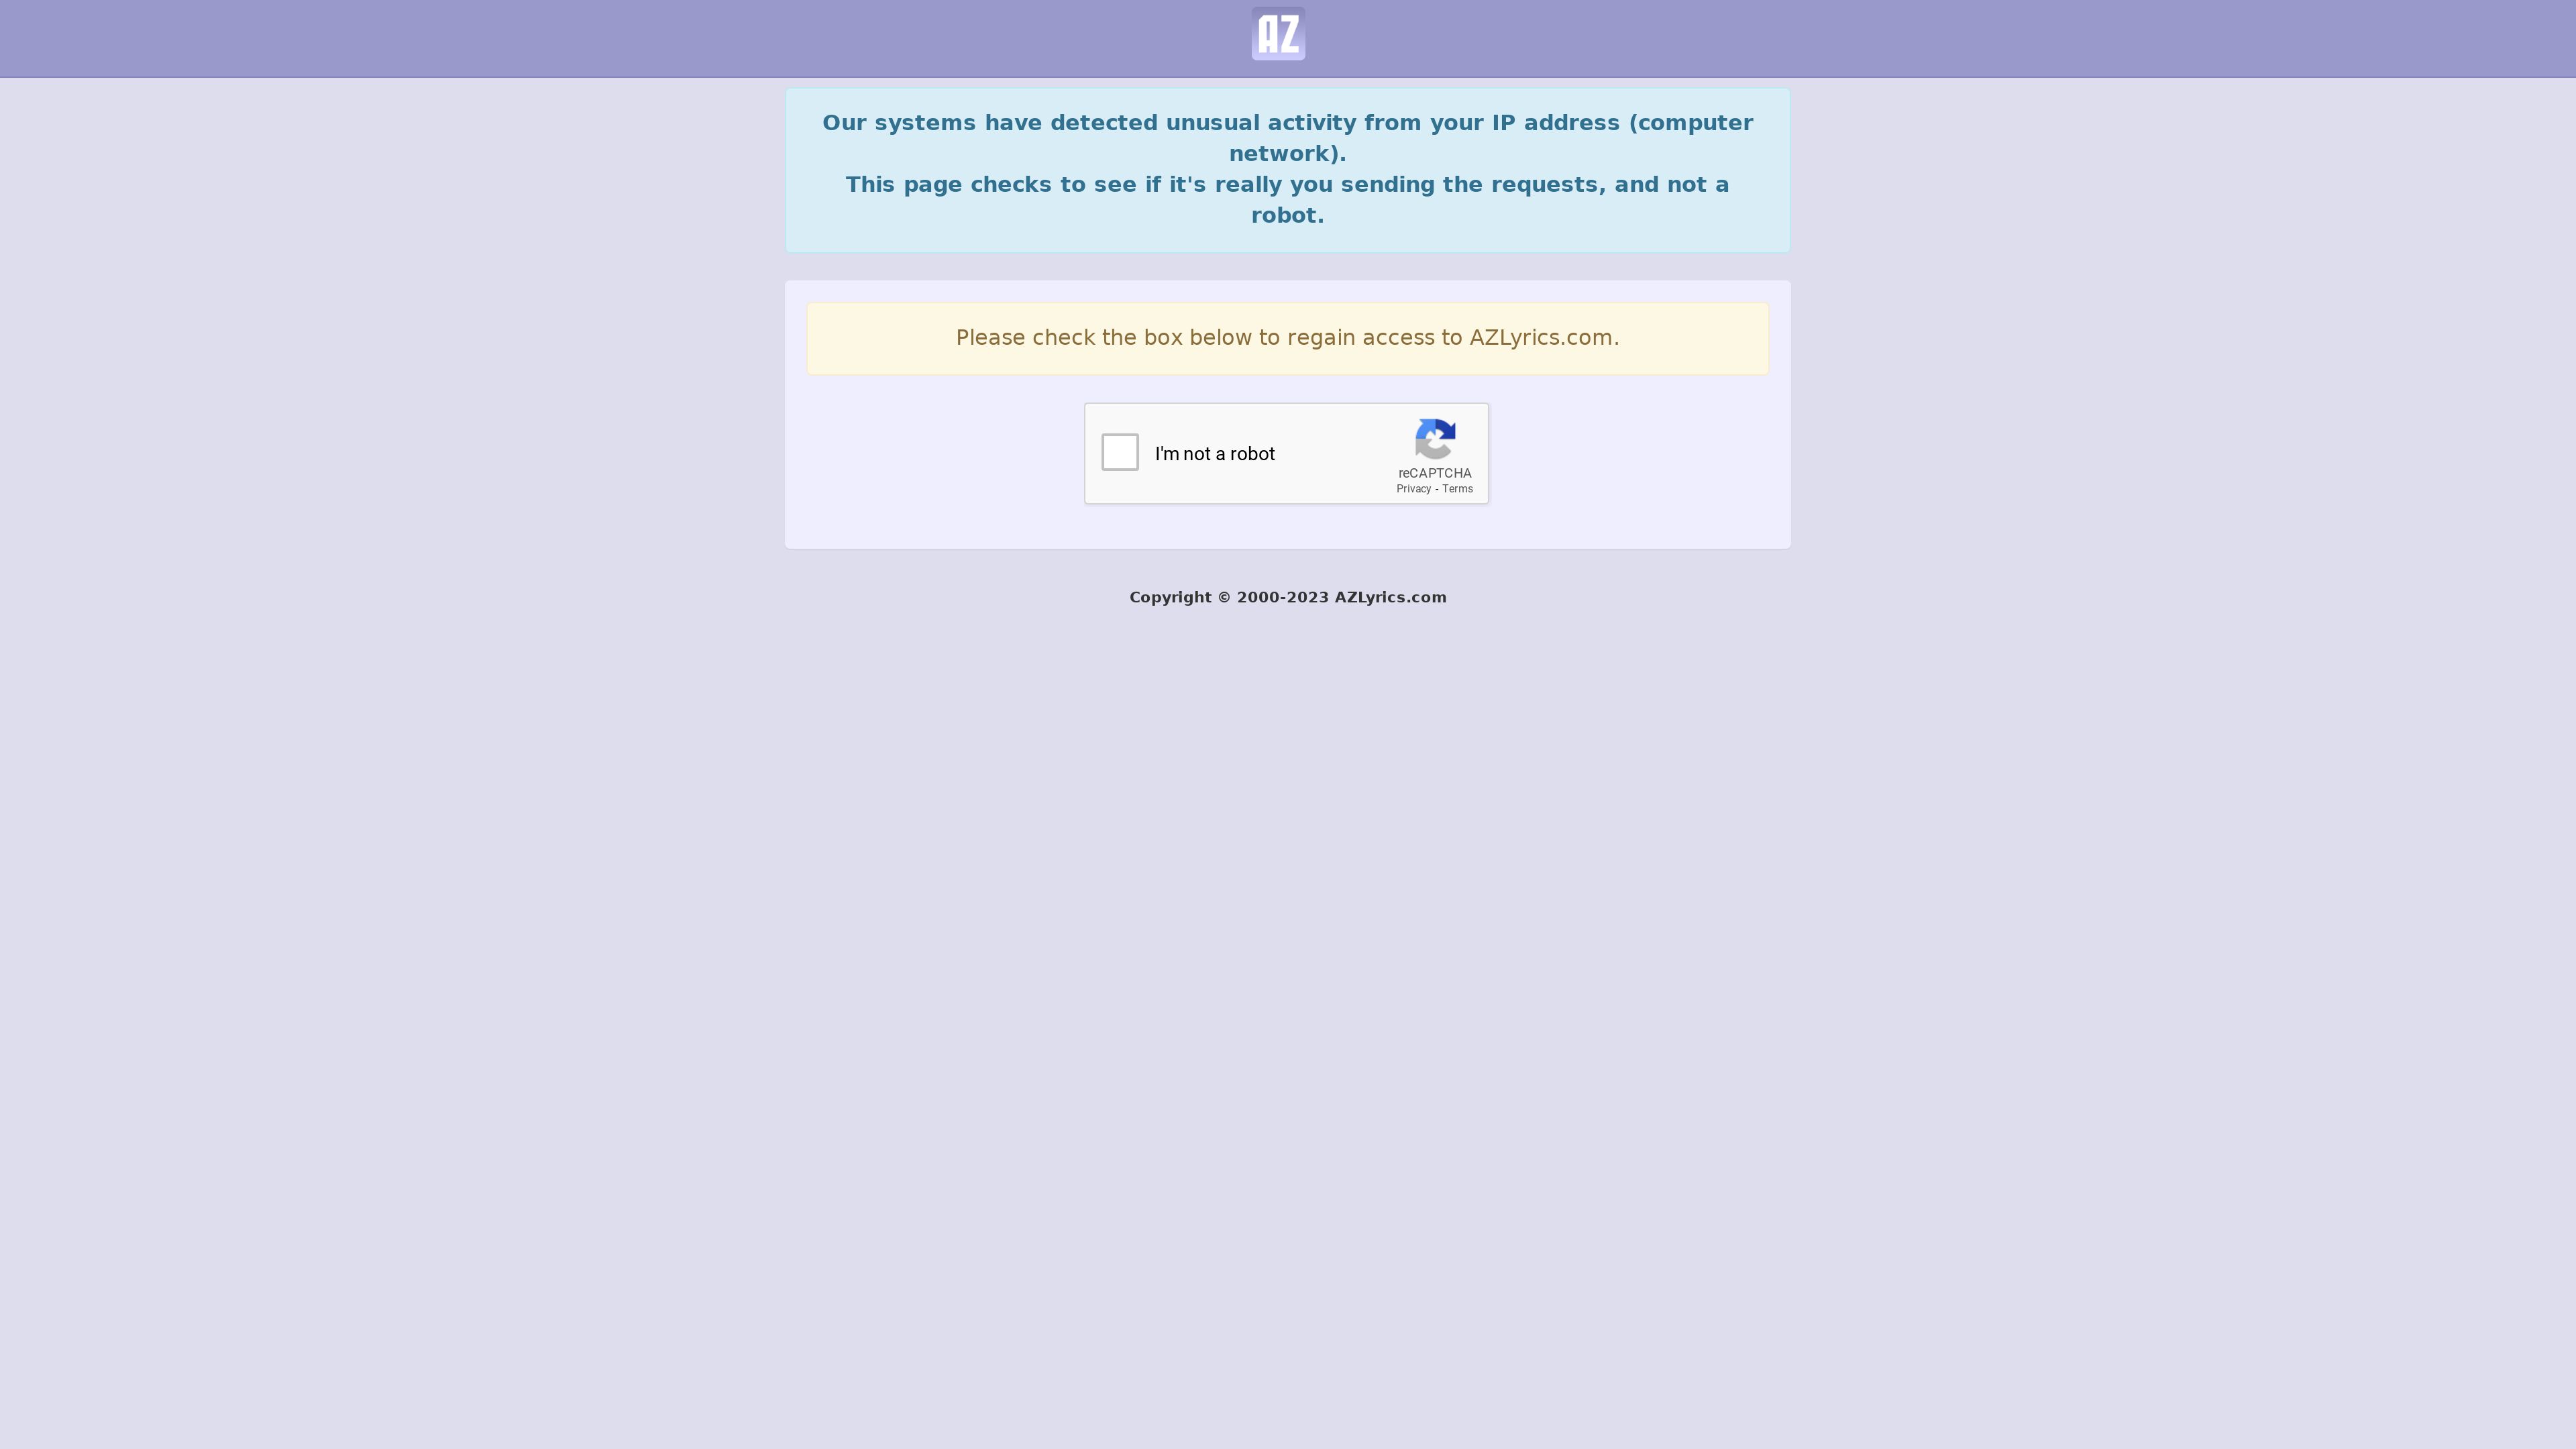 AZ
Our systems have detected unusual activity from your IP address (computer
network).
This page checks to see if it's really you sending the requests, and not a
robot.
Please check the box below to regain access to AZLyrics.com.
I'm not a robot
reCAPTCHA
Privacy - Terms
Copyright © 2000-2023 AZLyrics.com